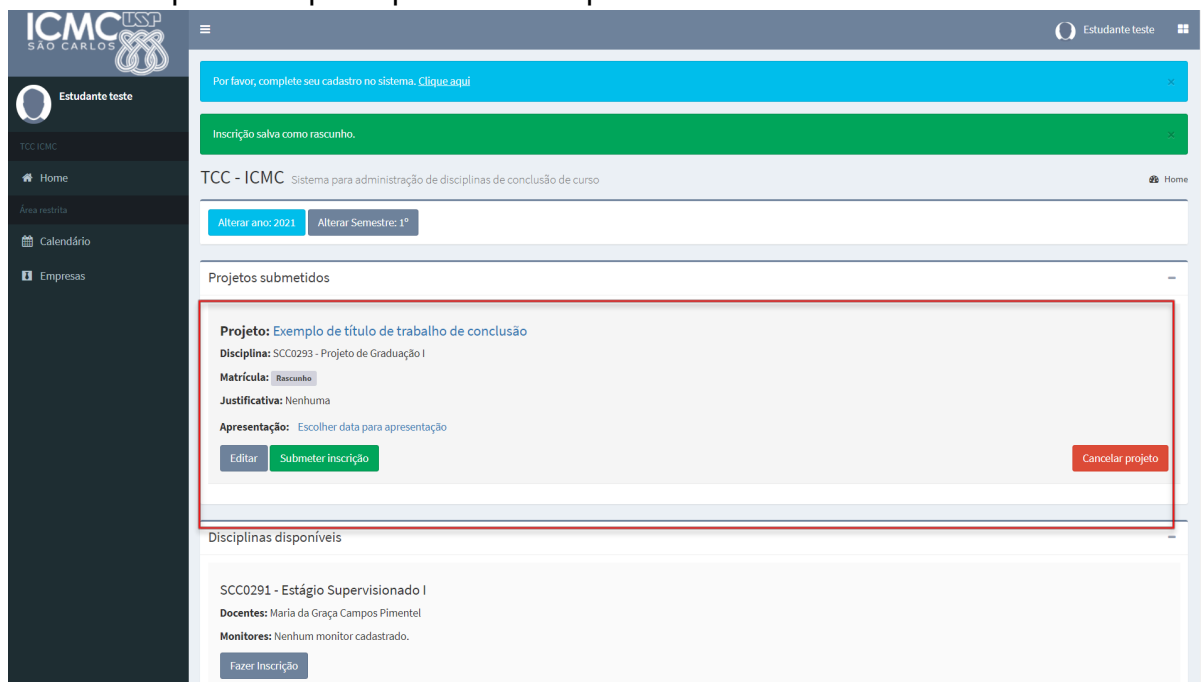 ICMC USP
SÃO CARLOS
Estudante teste
Estudante teste
TCC ICMC
Home
Área restrita
Calendário
Empresas
Por favor, complete seu cadastro no sistema. Clique aqui ×
Inscrição salva como rascunho. ×
TCC - ICMC Sistema para administração de disciplinas de conclusão de curso Home
Alterar ano: 2021 Alterar Semestre: 1º
Projetos submetidos
Projeto: Exemplo de título de trabalho de conclusão
Disciplina: SCC0293 - Projeto de Graduação I
Matrícula: Rascunho
Justificativa: Nenhuma
Apresentação: Escolher data para apresentação
Editar Submeter inscrição Cancelar projeto
Disciplinas disponíveis
SCC0291 - Estágio Supervisionado I
Docentes: Maria da Graça Campos Pimentel
Monitores: Nenhum monitor cadastrado.
Fazer Inscrição